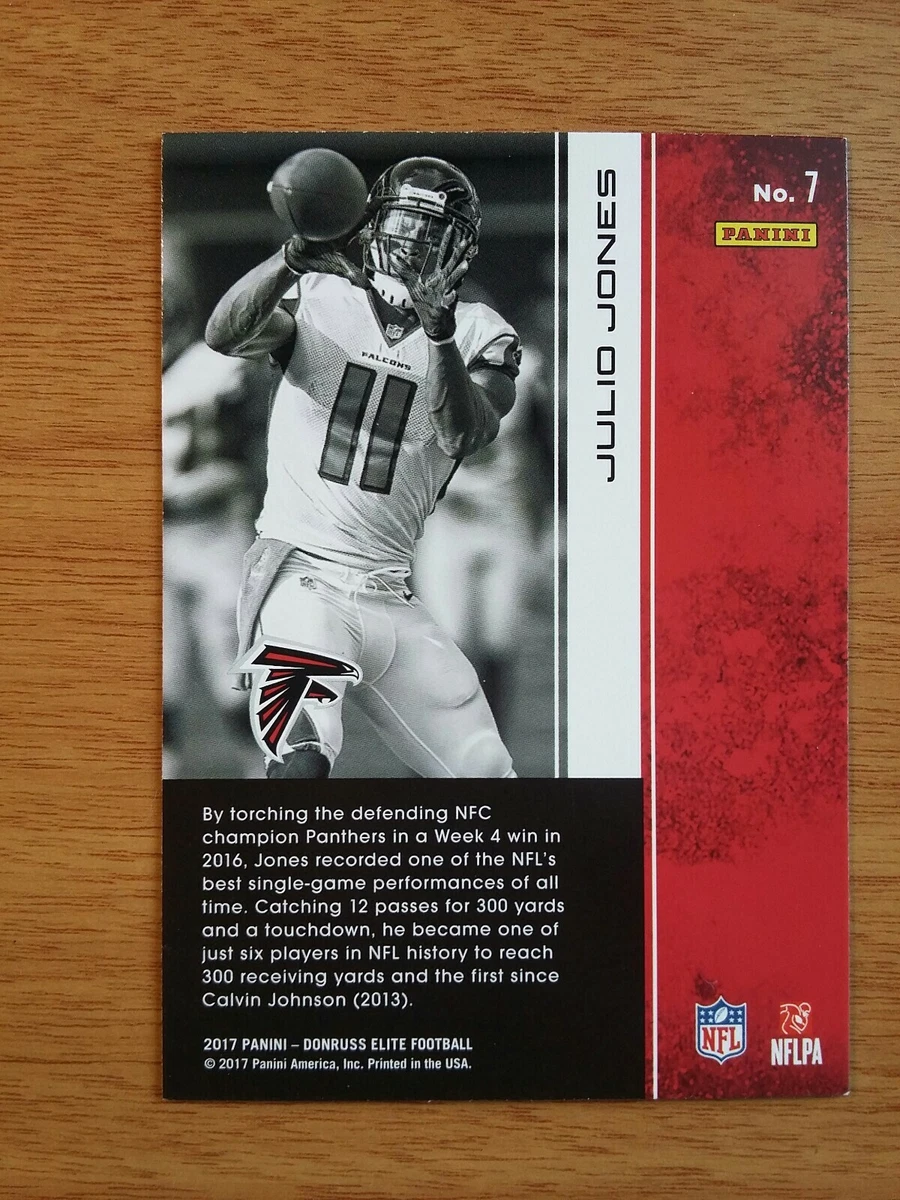 No. 7
PANINI
JULIO JONES
FALCONS
11
By torching the defending NFC
champion Panthers in a Week 4 win in
2016, Jones recorded one of the NFL's
best single-game performances of all
time. Catching 12 passes for 300 yards
and a touchdown, he became one of
just six players in NFL history to reach
300 receiving yards and the first since
Calvin Johnson (2013).
2017 PANINI – DONRUSS ELITE FOOTBALL
© 2017 Panini America, Inc. Printed in the USA.
NFL
NFLPA